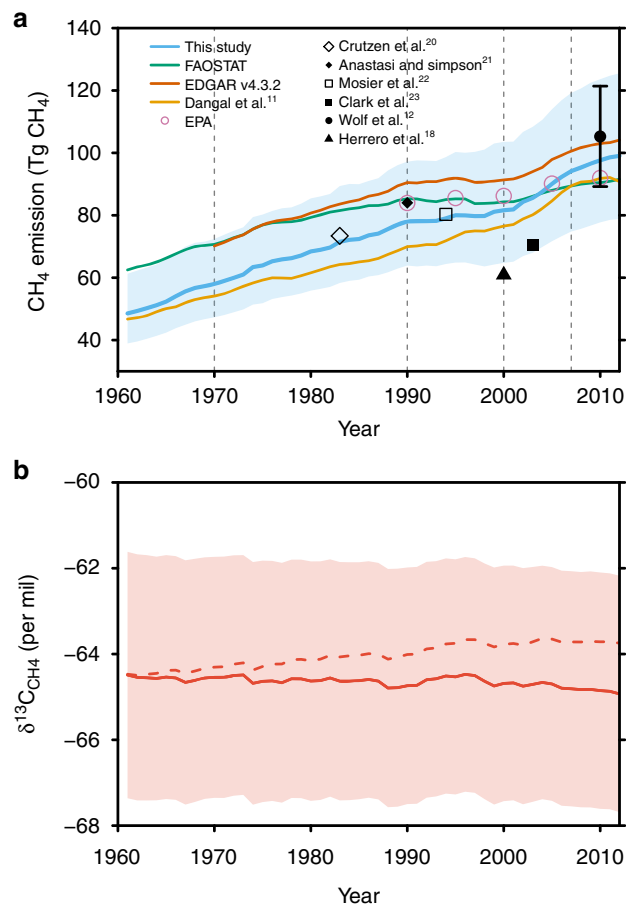 a
CH4 emission (Tg CH4)
140
120
100
80
60
40
This study
FAOSTAT
EDGAR v4.3.2
Dangal et al.11
EPA
Crutzen et al.20
Anastasi and simpson21
Mosier et al.22
Clark et al.23
Wolf et al.12
Herrero et al.18
1960 1970 1980 1990 2000 2010
Year
b
δ13CCH4 (per mil)
−60
−62
−64
−66
−68
1960 1970 1980 1990 2000 2010
Year